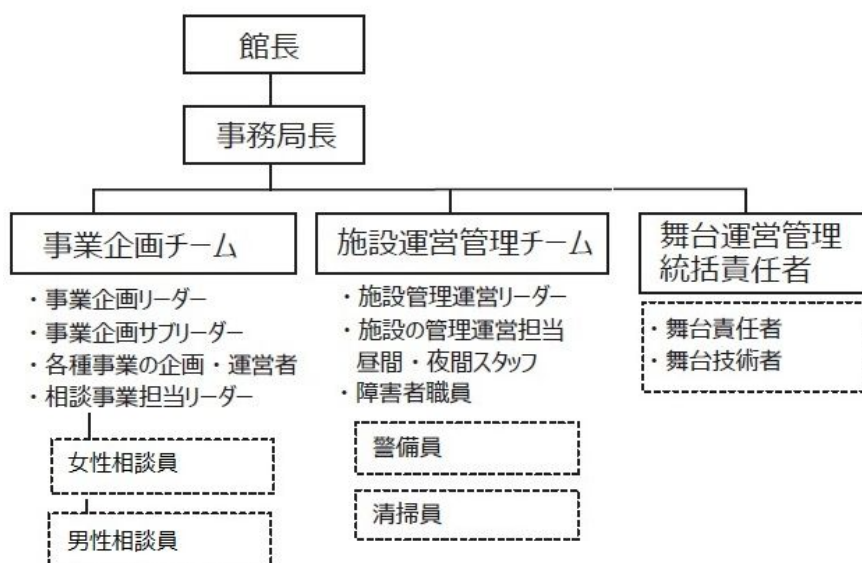 館長
事務局長
事業企画チーム
・事業企画リーダー
・事業企画サブリーダー
・各種事業の企画・運営者
・相談事業担当リーダー
女性相談員
男性相談員
施設運営管理チーム
・施設管理運営リーダー
・施設の管理運営担当
昼間・夜間スタッフ
・障害者職員
警備員
清掃員
舞台運営管理
統括責任者
・舞台責任者
・舞台技術者